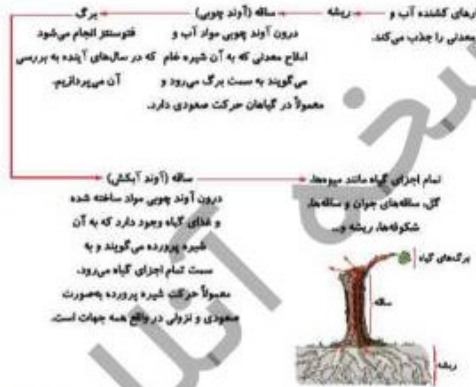 رهای کشنده آب و
معدنی را جذب می‌کند.
ریشه
ساقه (آوند چوبی)
درون آوند چوبی مواد آب و
املاح معدنی که به آن شیره خام
می‌گویند به سمت برگ می‌رود و
معمولاً در گیاهان حرکت صعودی دارد.
برگ
فتوسنتز انجام می‌شود
که در سال‌های آینده به بررسی
آن می‌پردازیم.
ساقه (آوند آبکش)
درون آوند چوبی مواد ساخته شده
و غذای گیاه وجود دارد که به آن
شیره پرورده می‌گویند و به
سمت تمام اجزای گیاه می‌رود.
معمولاً حرکت شیره پرورده به‌صورت
صعودی و نزولی در واقع همه جهات است.
تمام اجزای گیاه مانند میوه‌ها،
گل، ساقه‌های جوان و ساقه‌ها،
شکوفه‌ها، ریشه و...
برگ‌های گیاه
ساقه
ریشه